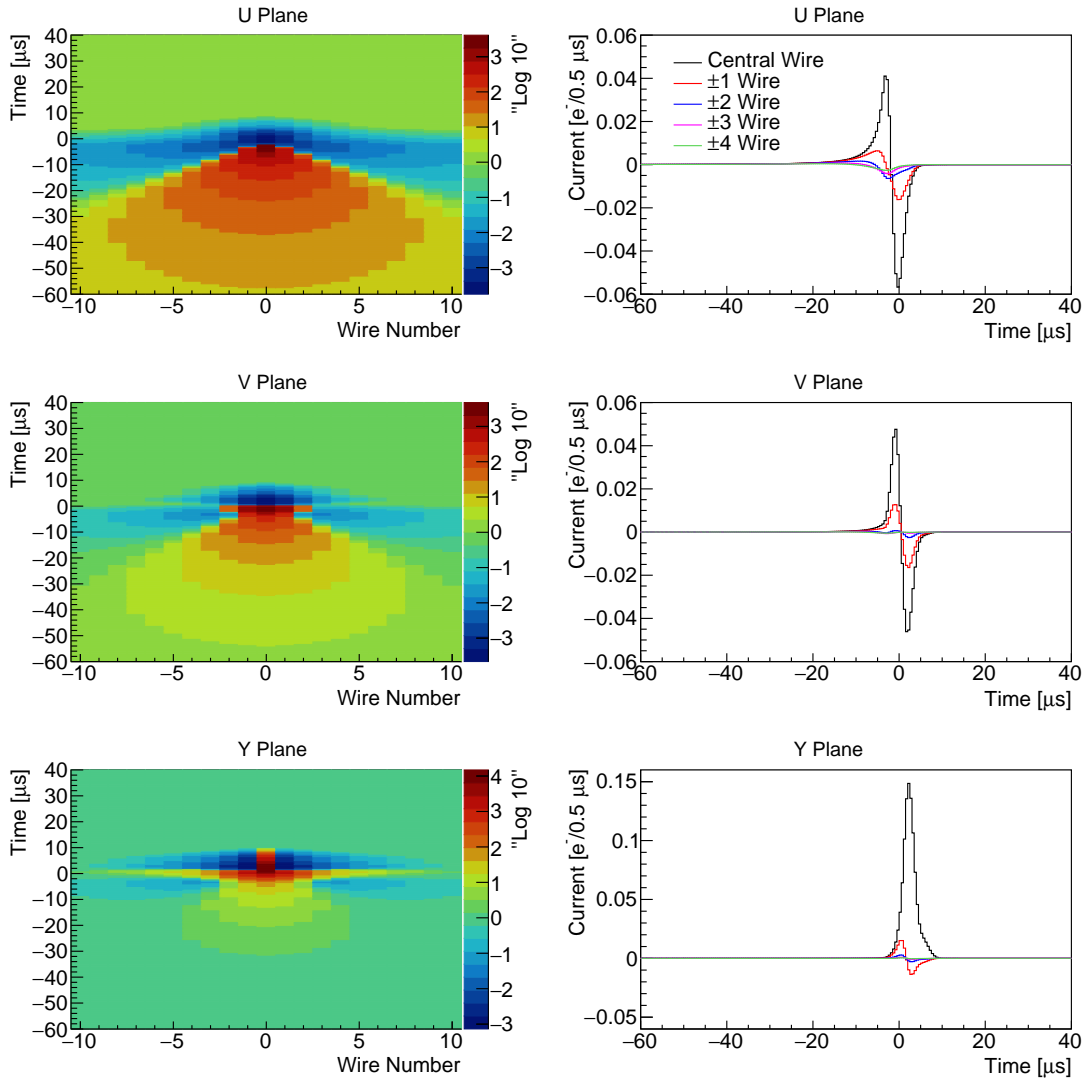 U Plane
Time [μs]
40
30
20
10
0
−10
−20
−30
−40
−50
−60
−10 −5 0 5 10
Wire Number
3
2
1
0
−1
−2
−3
"Log 10"
U Plane
Current [e⁻/0.5 μs]
0.06
0.04
0.02
0
−0.02
−0.04
−0.06
Central Wire
±1 Wire
±2 Wire
±3 Wire
±4 Wire
−60 −40 −20 0 20 40
Time [μs]
V Plane
Time [μs]
40
30
20
10
0
−10
−20
−30
−40
−50
−60
−10 −5 0 5 10
Wire Number
3
2
1
0
−1
−2
−3
"Log 10"
V Plane
Current [e⁻/0.5 μs]
0.06
0.04
0.02
0
−0.02
−0.04
−0.06
−60 −40 −20 0 20 40
Time [μs]
Y Plane
Time [μs]
40
30
20
10
0
−10
−20
−30
−40
−50
−60
−10 −5 0 5 10
Wire Number
4
3
2
1
0
−1
−2
−3
"Log 10"
Y Plane
Current [e⁻/0.5 μs]
0.15
0.1
0.05
0
−0.05
−60 −40 −20 0 20 40
Time [μs]